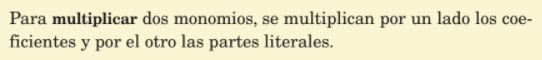 Para multiplicar dos monomios, se multiplican por un lado los coe-
ficientes y por el otro las partes literales.